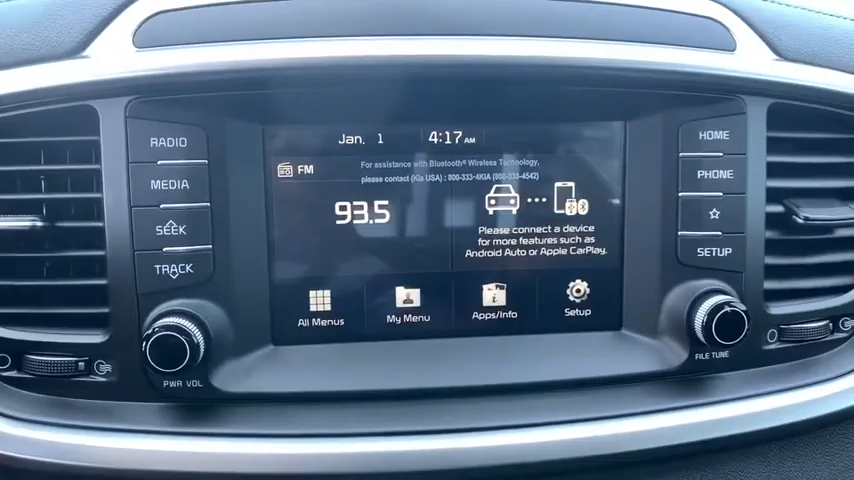 Jan. 1 4:17 AM
For assistance with BLUETOOTH® Wireless Technology,
please contact (Kia USA) : 800-333-4KIA (800-333-4542)
FM
93.5
Please connect a device
for more features such as
Android Auto or Apple CarPlay.
All Menus
My Menu
Apps/Info
Setup
RADIO
MEDIA
SEEK
TRACK
PWR VOL
HOME
PHONE
SETUP
FILE TUNE